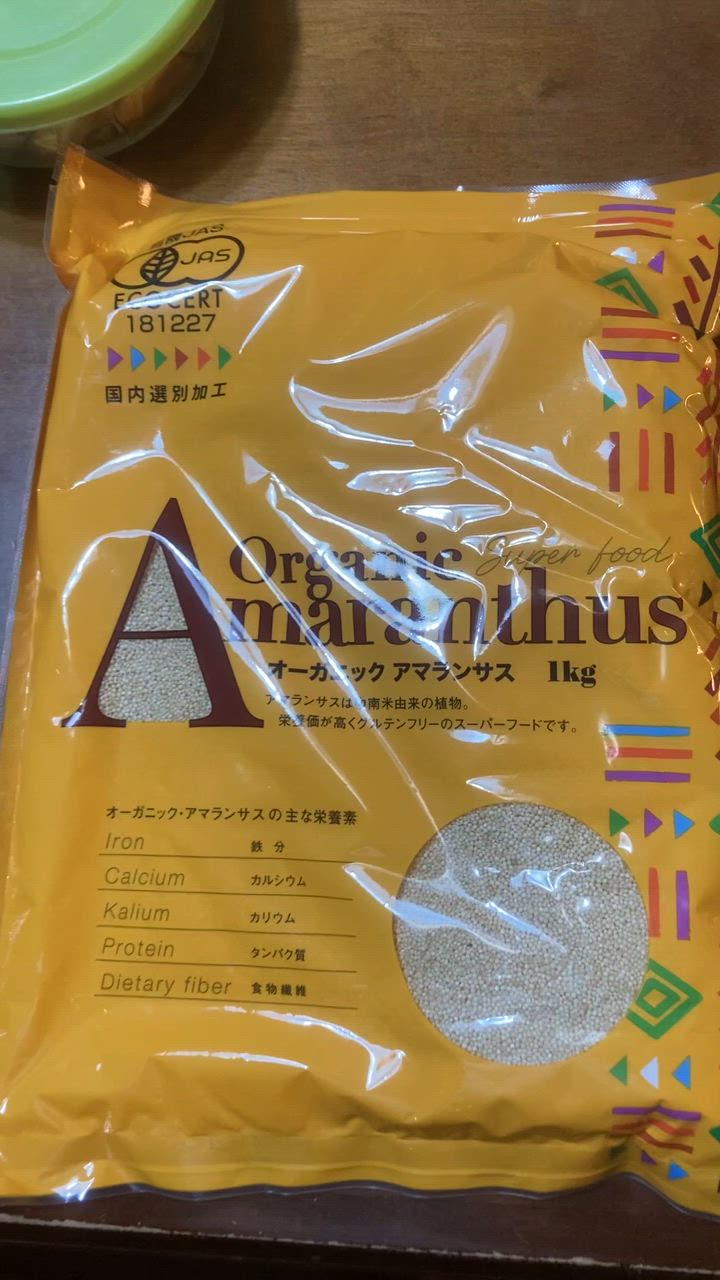 有機JAS
JAS
ECOCERT
181227
国内選別加工
Organic Super food
Amaranthus
オーガニック アマランサス 1kg
アマランサスは中南米由来の植物。
栄養価が高くグルテンフリーのスーパーフードです。
オーガニック・アマランサスの主な栄養素
Iron 鉄分
Calcium カルシウム
Kalium カリウム
Protein タンパク質
Dietary fiber 食物繊維